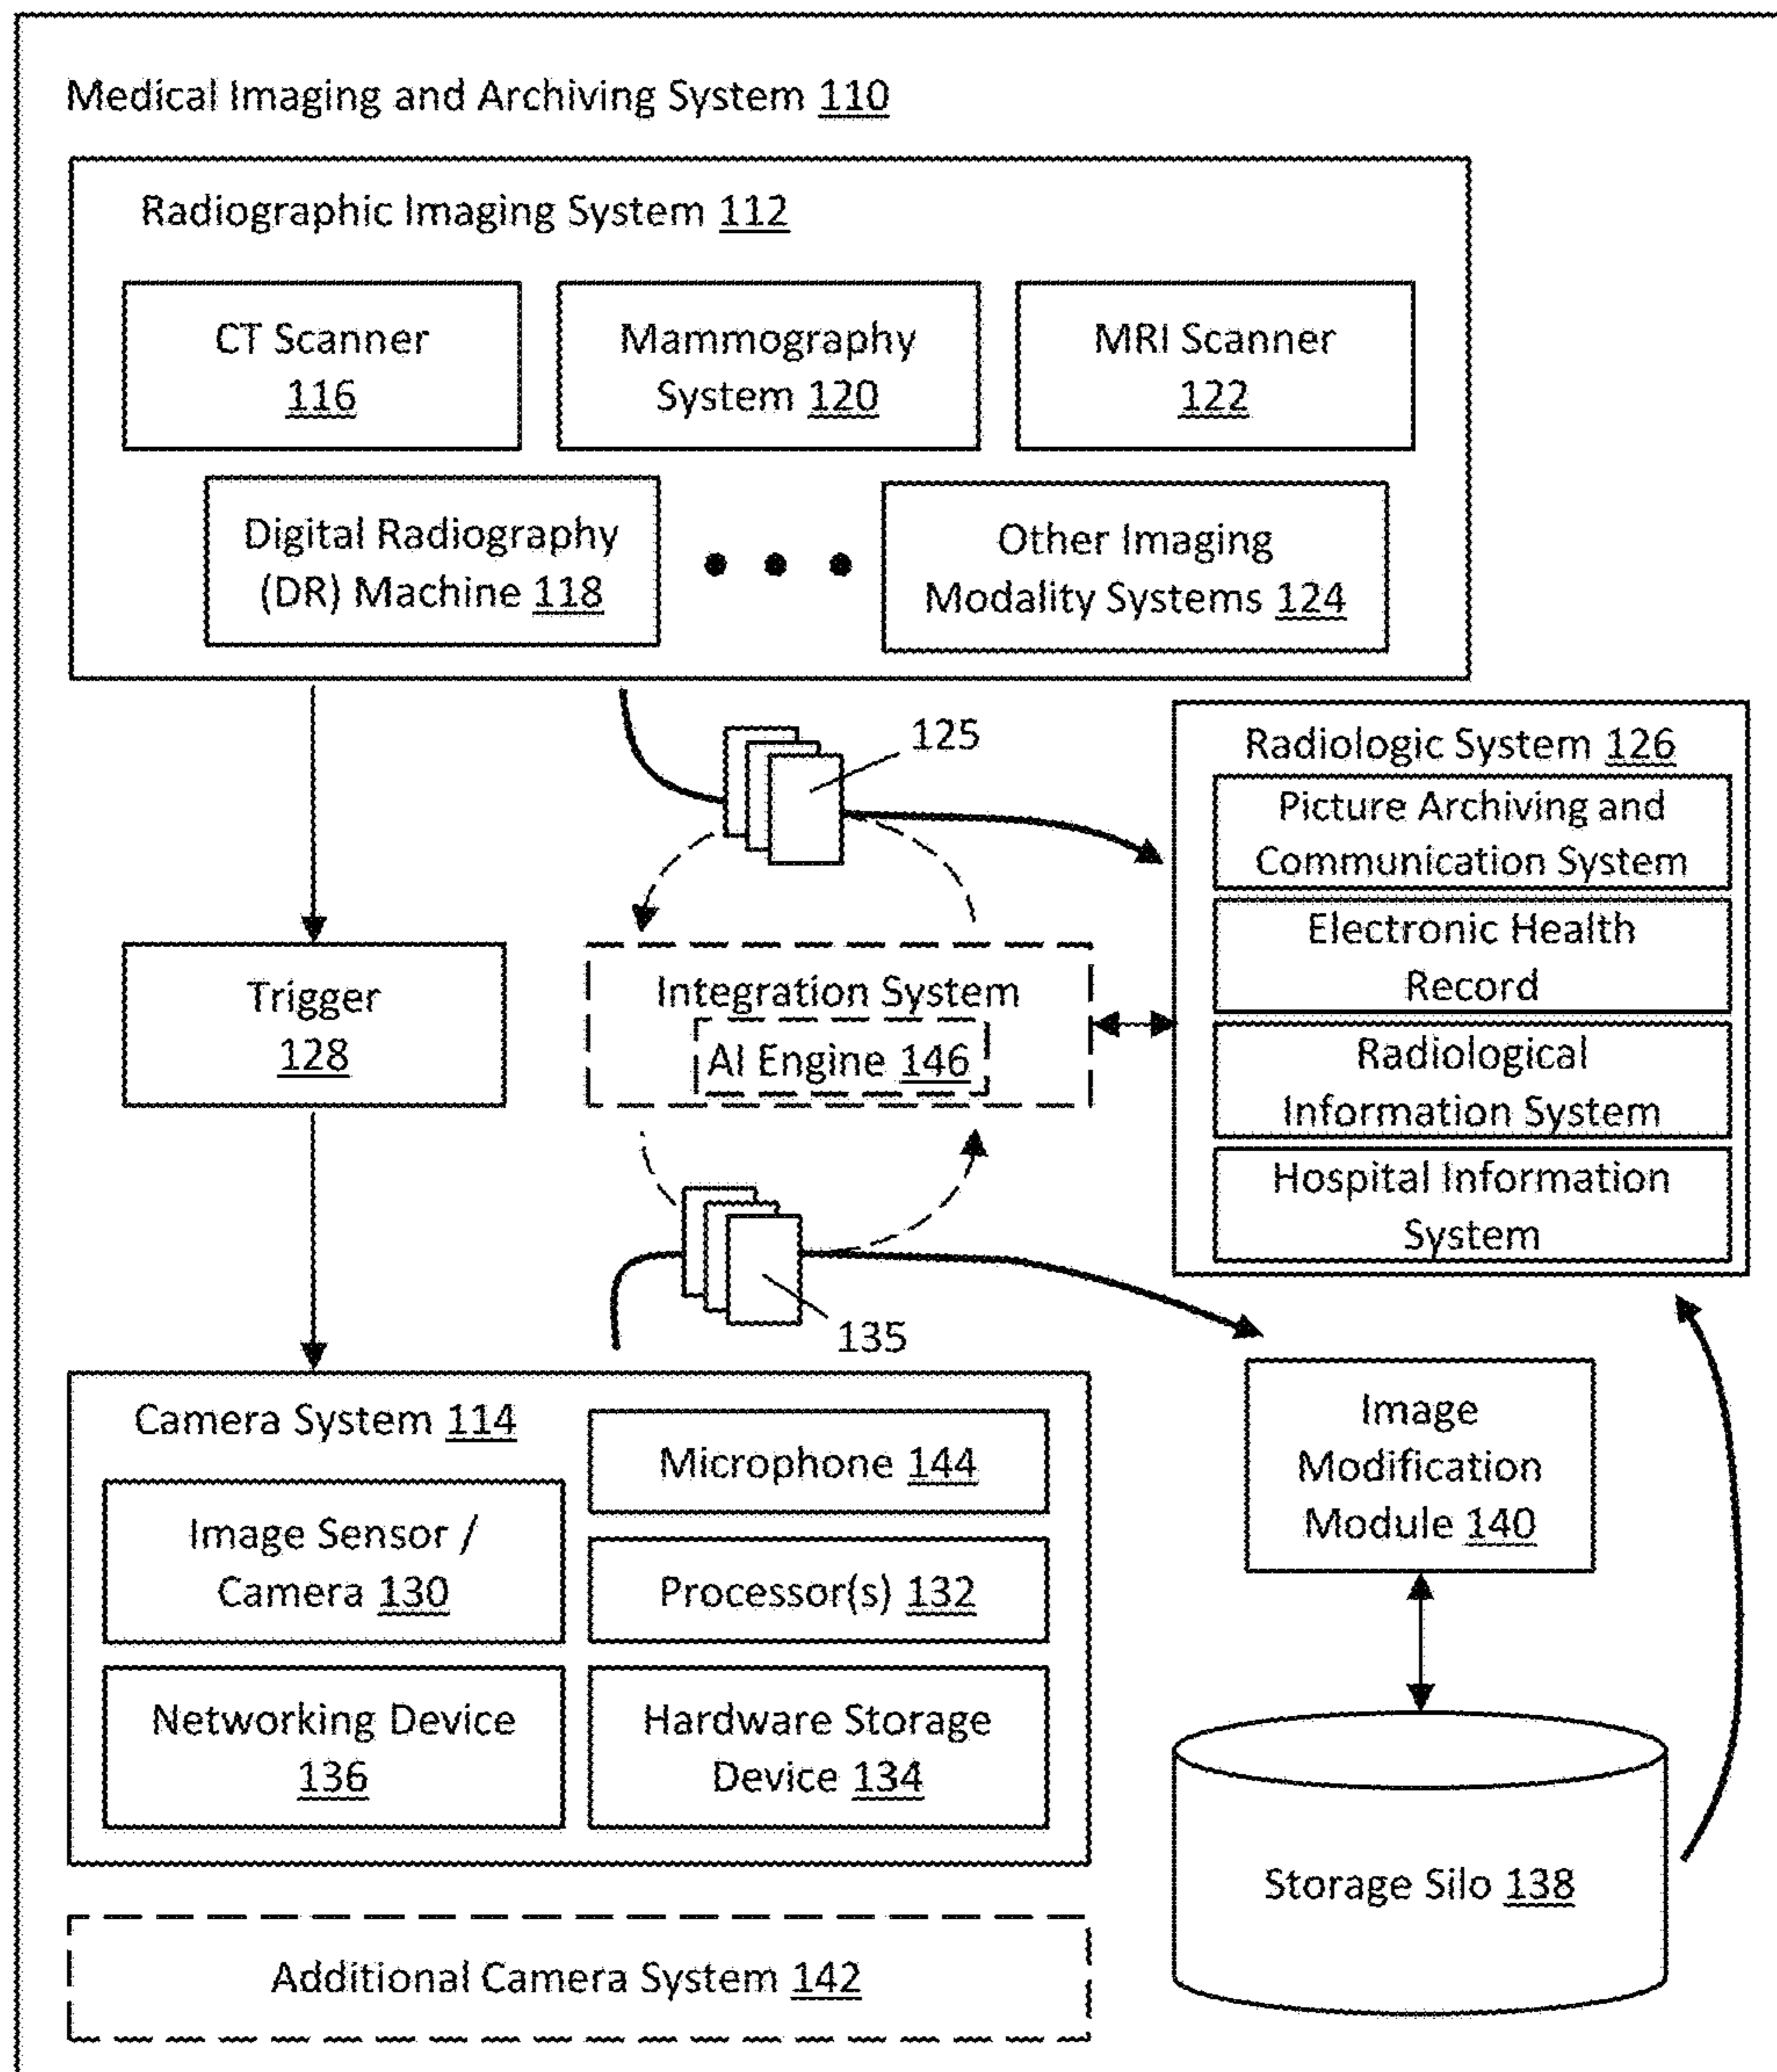 Medical Imaging and Archiving System 110
Radiographic Imaging System 112
CT Scanner
116
Mammography
System 120
MRI Scanner
122
Digital Radiography
(DR) Machine 118
Other Imaging
Modality Systems 124
125
Radiologic System 126
Picture Archiving and
Communication System
Electronic Health
Record
Radiological
Information System
Hospital Information
System
Trigger
128
Integration System
AI Engine 146
135
Camera System 114
Microphone 144
Image Sensor /
Camera 130
Processor(s) 132
Networking Device
136
Hardware Storage
Device 134
Image
Modification
Module 140
Storage Silo 138
Additional Camera System 142